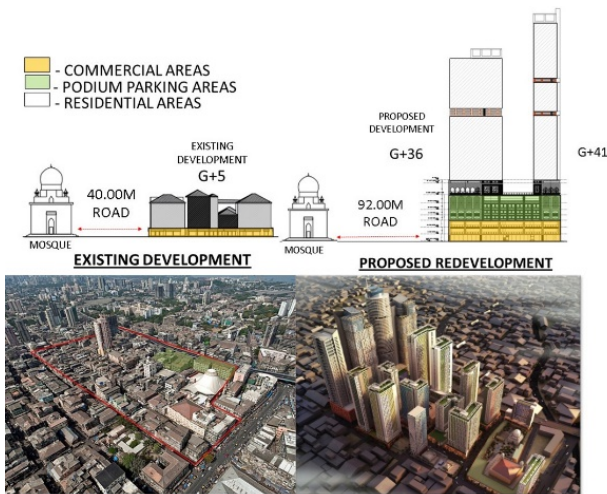 - COMMERCIAL AREAS
- PODIUM PARKING AREAS
- RESIDENTIAL AREAS
EXISTING
DEVELOPMENT
G+5
40.00M
ROAD
MOSQUE
EXISTING DEVELOPMENT
PROPOSED
DEVELOPMENT
G+36
G+41
92.00M
ROAD
MOSQUE
PROPOSED REDEVELOPMENT